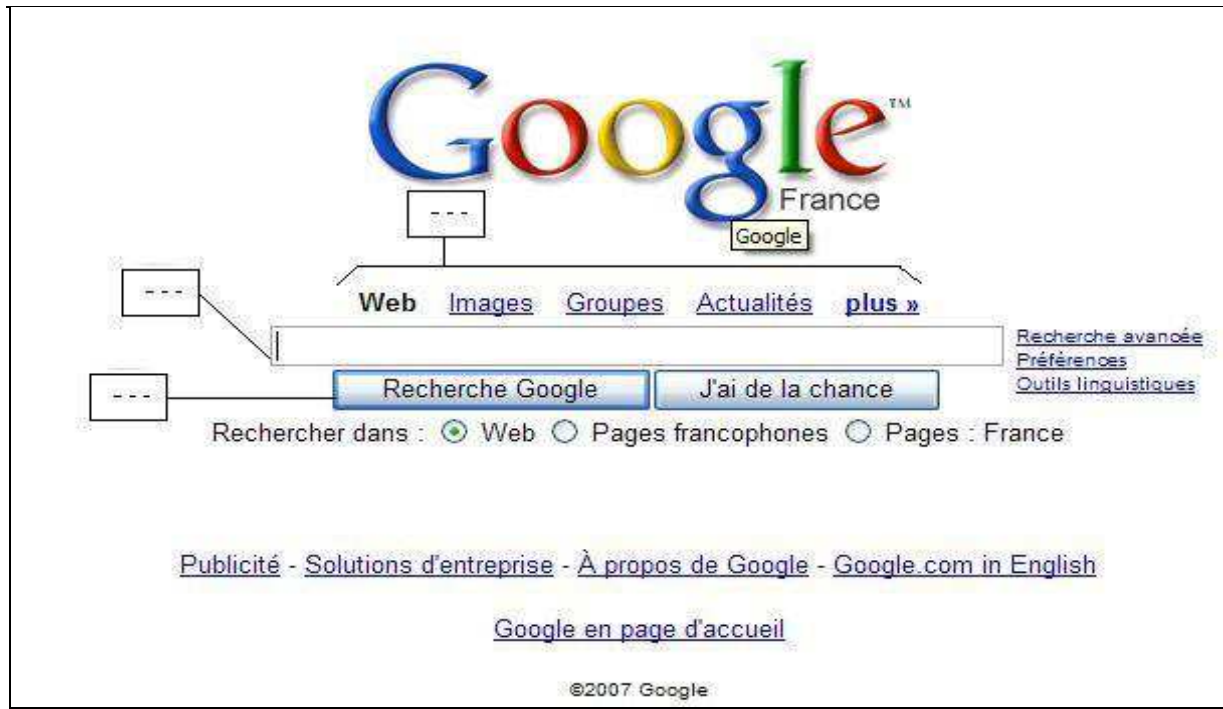 Google™
France
- - -
Google
- - -
Web Images Groupes Actualités plus »
Recherche avancée
Préférences
Outils linguistiques
- - -
Recherche Google J'ai de la chance
Rechercher dans : Web Pages francophones Pages : France
Publicité - Solutions d'entreprise - À propos de Google - Google.com in English
Google en page d'accueil
©2007 Google